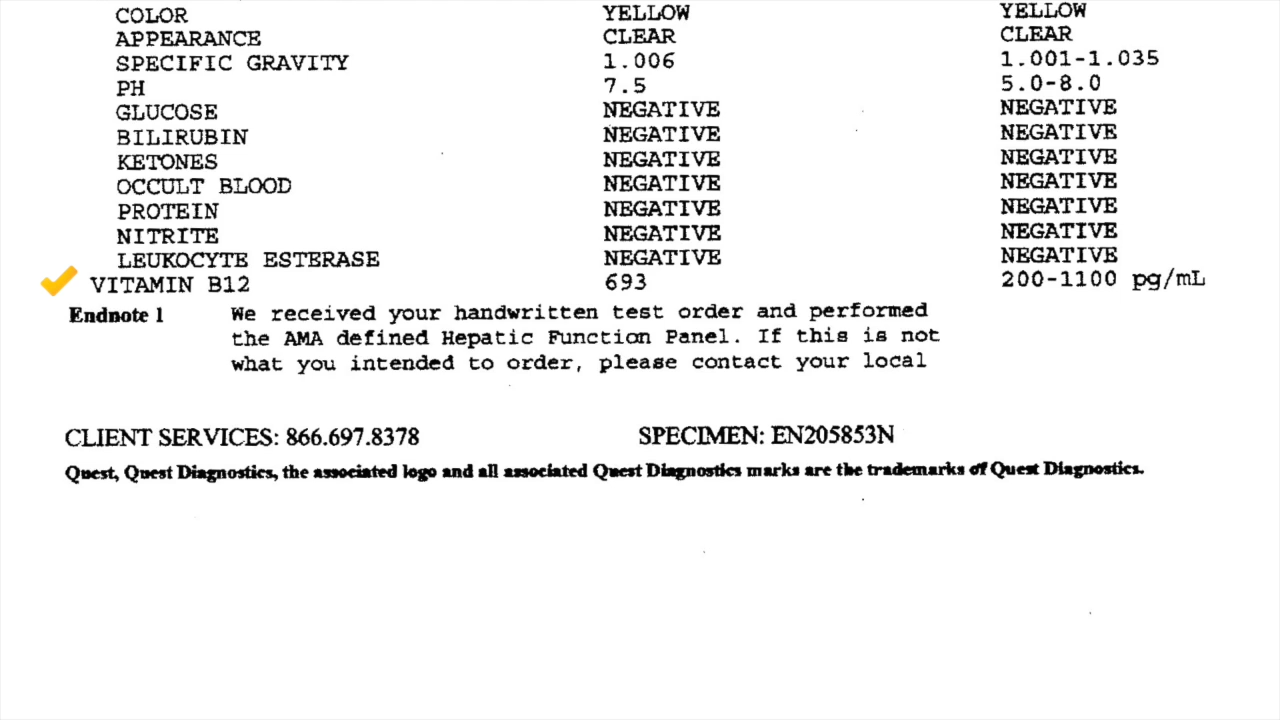 COLOR YELLOW YELLOW
APPEARANCE CLEAR CLEAR
SPECIFIC GRAVITY 1.006 1.001-1.035
PH 7.5 5.0-8.0
GLUCOSE NEGATIVE NEGATIVE
BILIRUBIN NEGATIVE NEGATIVE
KETONES NEGATIVE NEGATIVE
OCCULT BLOOD NEGATIVE NEGATIVE
PROTEIN NEGATIVE NEGATIVE
NITRITE NEGATIVE NEGATIVE
LEUKOCYTE ESTERASE NEGATIVE NEGATIVE
VITAMIN B12 693 200-1100 pg/mL
Endnote 1 We received your handwritten test order and performed
the AMA defined Hepatic Function Panel. If this is not
what you intended to order, please contact your local
CLIENT SERVICES: 866.697.8378 SPECIMEN: EN205853N
Quest, Quest Diagnostics, the associated logo and all associated Quest Diagnostics marks are the trademarks of Quest Diagnostics.